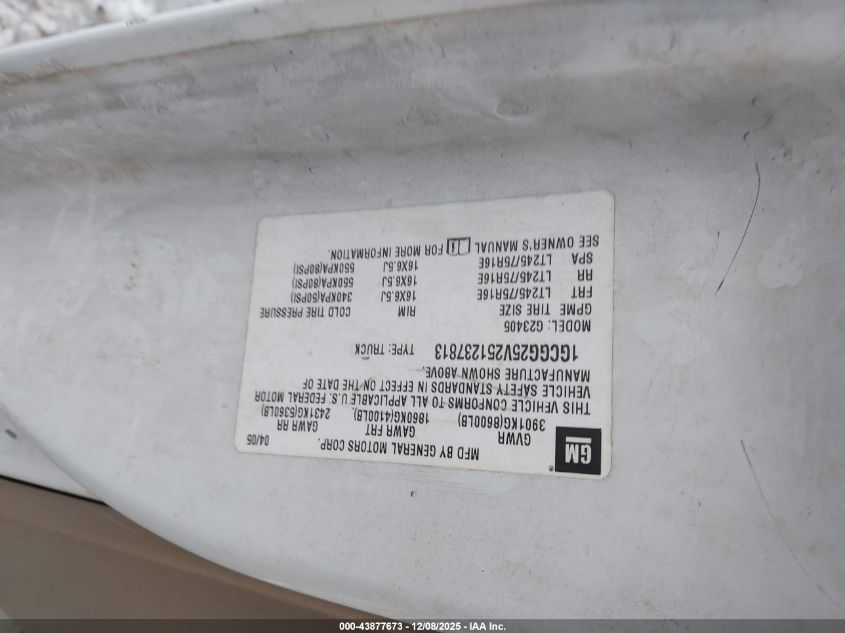 GM
MFD BY GENERAL MOTORS CORP. 04/05
GVWR GAWR FRT GAWR RR
3901KG(8600LB) 1860KG(4100LB) 2431KG(5360LB)
THIS VEHICLE CONFORMS TO ALL APPLICABLE U.S. FEDERAL MOTOR
VEHICLE SAFETY STANDARDS IN EFFECT ON THE DATE OF
MANUFACTURE SHOWN ABOVE.
1GCGG25V251237813 TYPE: TRUCK
MODEL: G23405
GPME TIRE SIZE RIM COLD TIRE PRESSURE
FRT LT245/75R16E 16X6.5J 340KPA(50PSI)
RR LT245/75R16E 16X6.5J 550KPA(80PSI)
SPA LT245/75R16E 16X6.5J 550KPA(80PSI)
SEE OWNER'S MANUAL FOR MORE INFORMATION.
000-43877673 - 12/08/2025 - IAA Inc.